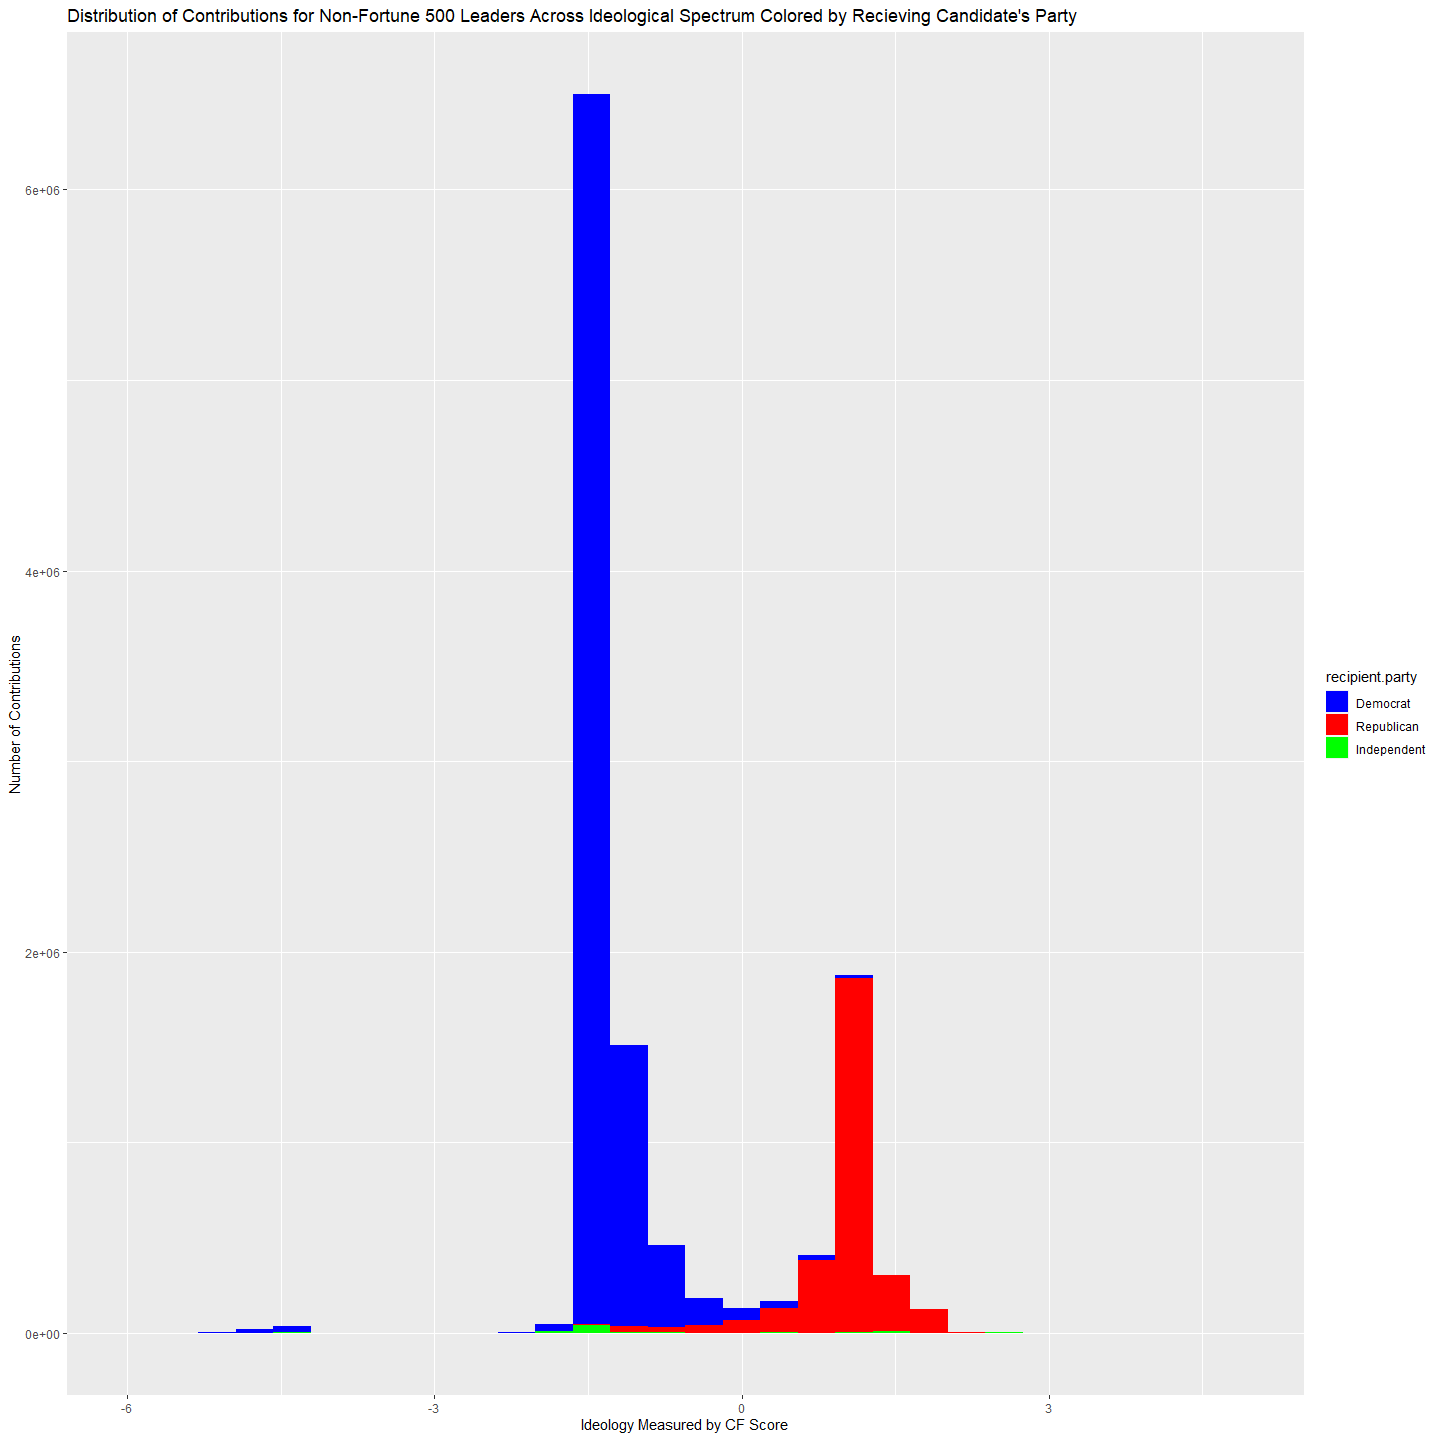 Distribution of Contributions for Non-Fortune 500 Leaders Across Ideological Spectrum Colored by Recieving Candidate's Party
Number of Contributions
6e+06
4e+06
2e+06
0e+00
-6
-3
0
3
Ideology Measured by CF Score
recipient.party
Democrat
Republican
Independent